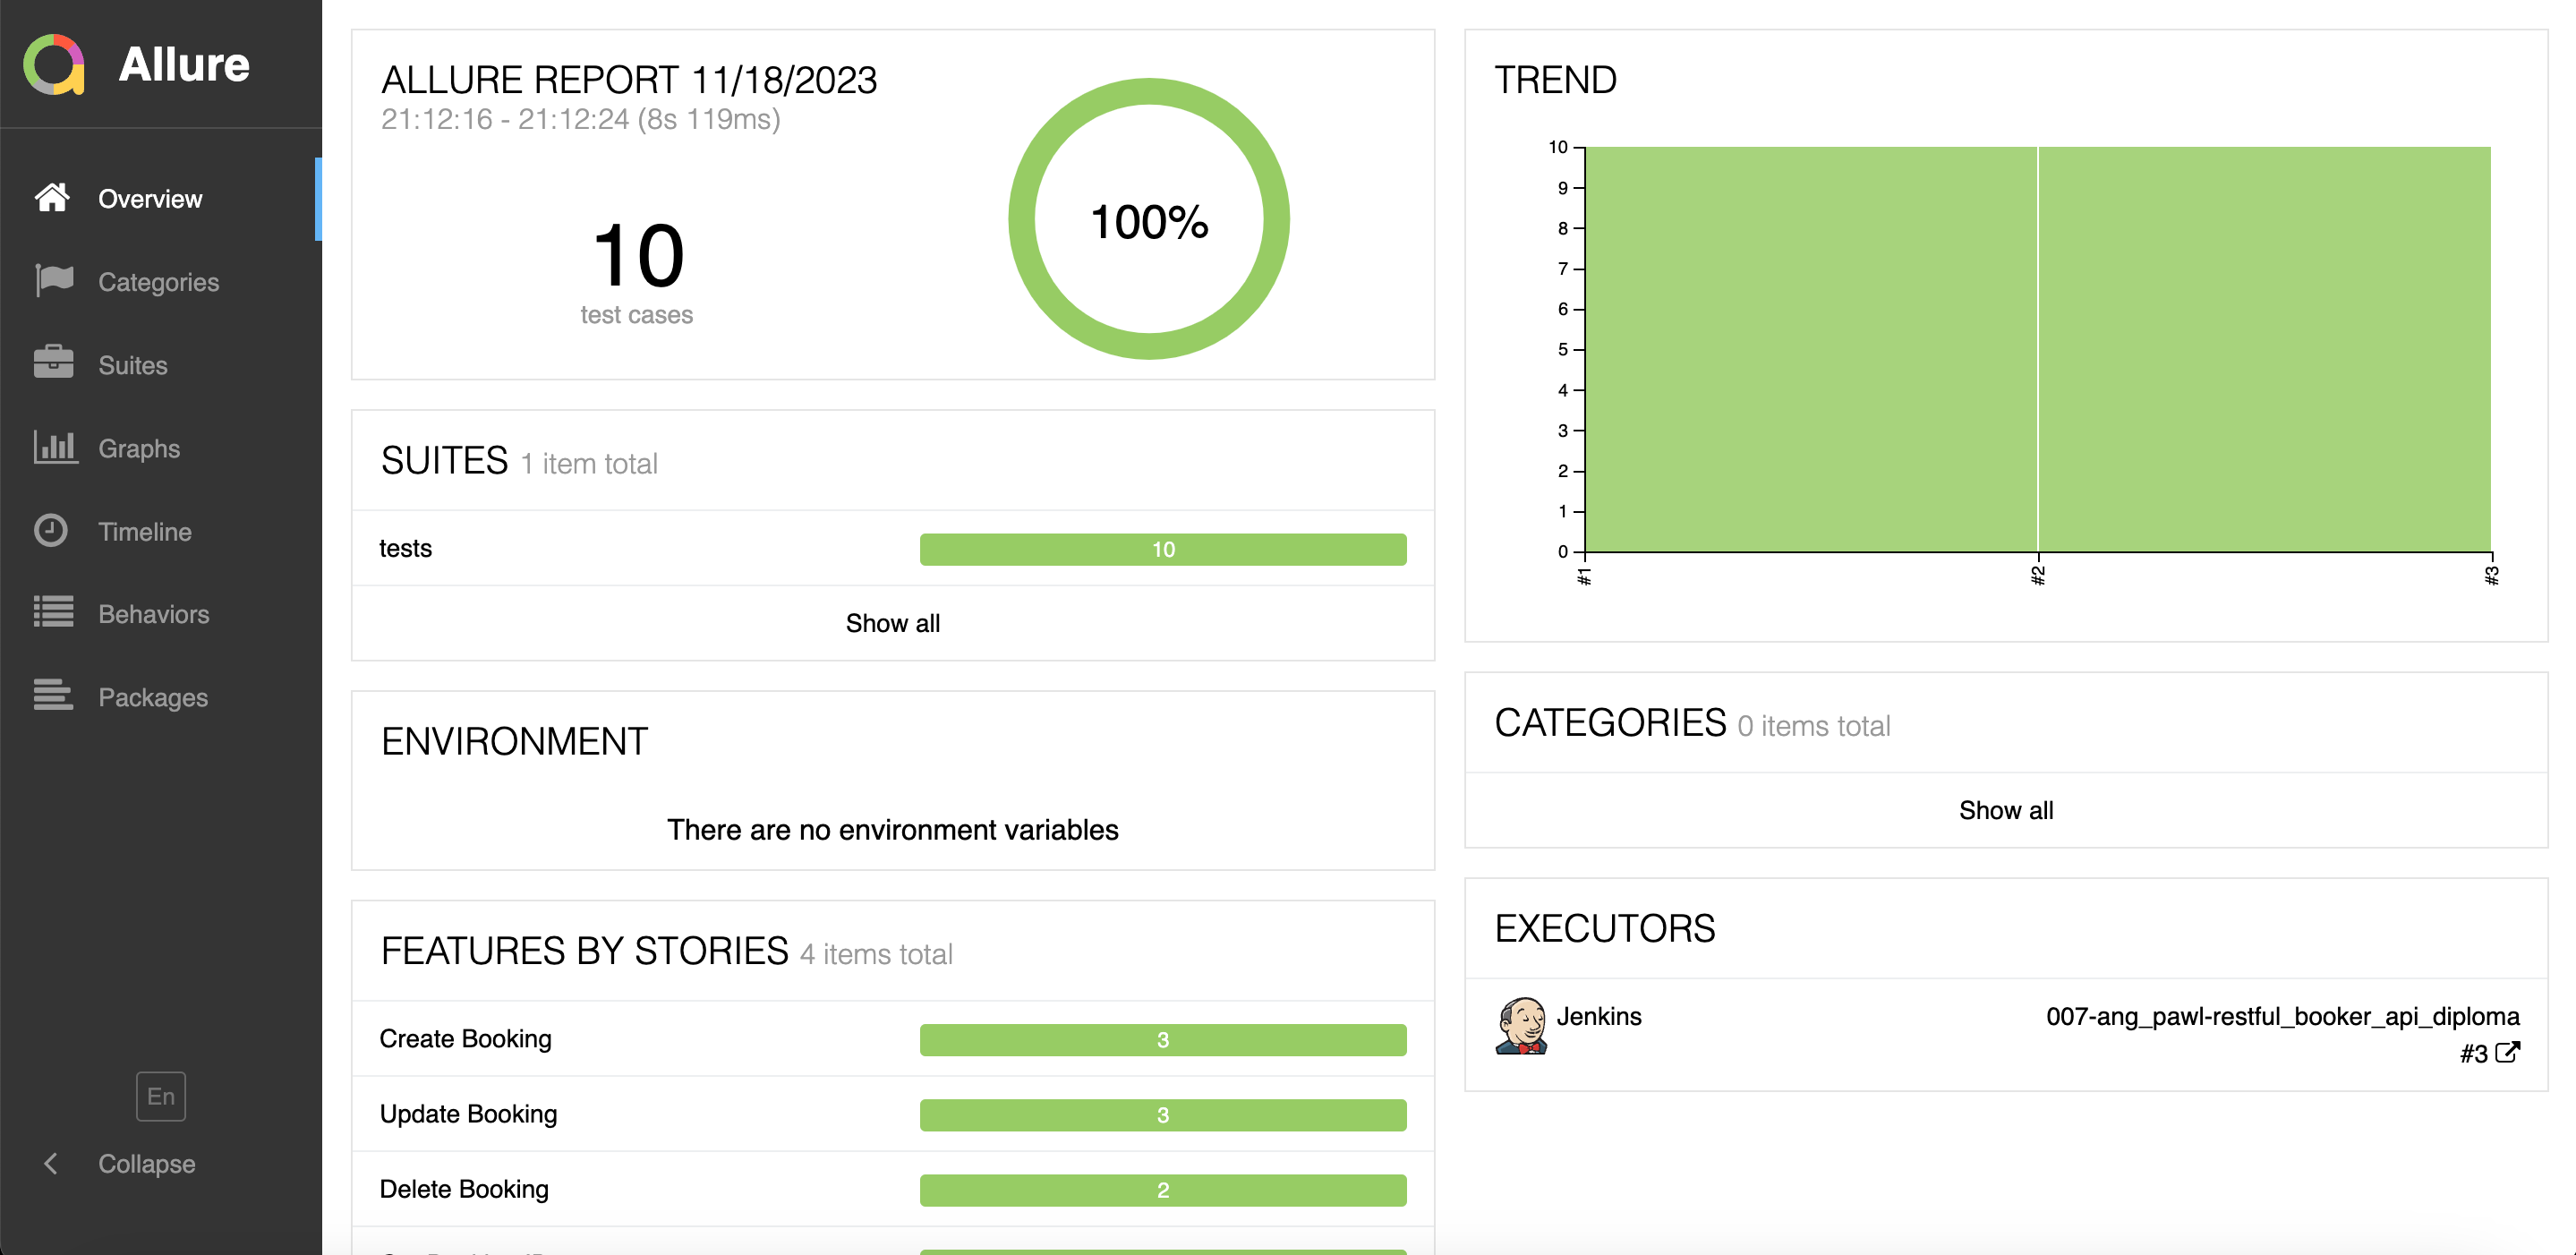 Allure
Overview
Categories
Suites
Graphs
Timeline
Behaviors
Packages
En
Collapse
ALLURE REPORT 11/18/2023
21:12:16 - 21:12:24 (8s 119ms)
10
test cases
100%
SUITES 1 item total
tests 10
Show all
ENVIRONMENT
There are no environment variables
FEATURES BY STORIES 4 items total
Create Booking 3
Update Booking 3
Delete Booking 2
TREND
10
9
8
7
6
5
4
3
2
1
0
#1
#2
#3
CATEGORIES 0 items total
Show all
EXECUTORS
Jenkins 007-ang_pawl-restful_booker_api_diploma
#3